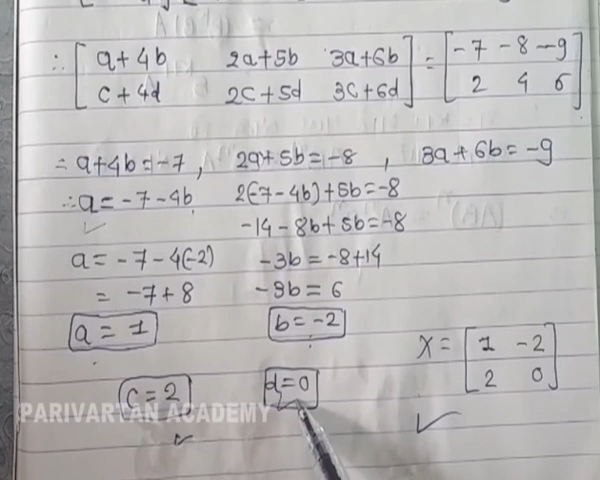 ∴ [ a+4b 2a+5b 3a+6b ] = [ -7 -8 -9 ]
[ c+4d 2c+5d 3c+6d ] [ 2 4 6 ]
= a+4b=-7, 2a+5b=-8, 3a+6b=-9
∴a=-7-4b 2(-7-4b)+5b=-8
-14-8b+5b=-8
a=-7-4(-2) -3b=-8+14
=-7+8 -3b=6
a=1 b=-2
X= [ 1 -2 ]
[ 2 0 ]
c=2 d=0
PARIVARTAN ACADEMY